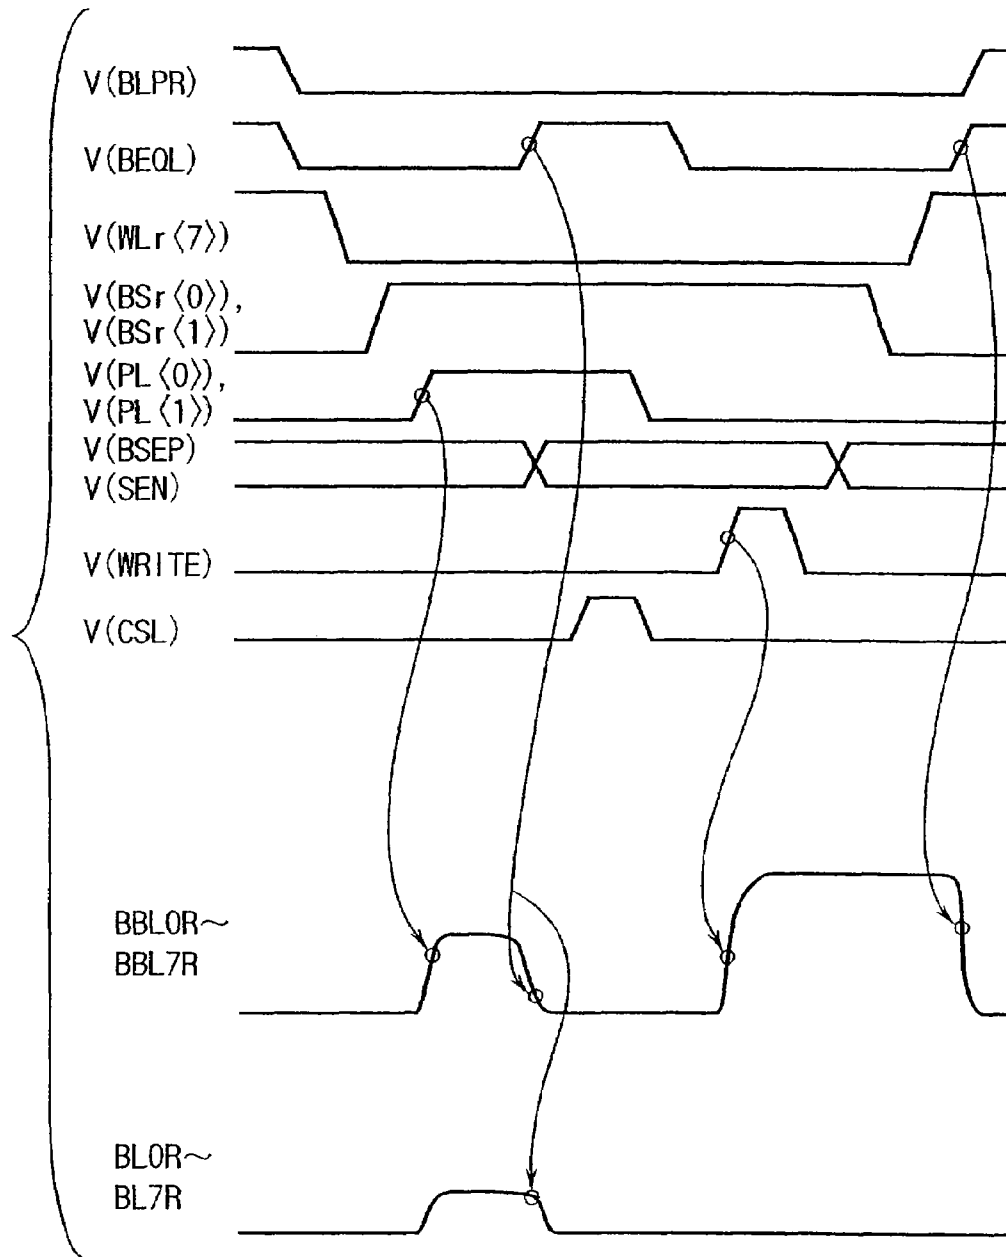 V(BLPR)
V(BEQL)
V(WLr〈7〉)
V(BSr〈0〉),
V(BSr〈1〉)
V(PL〈0〉),
V(PL〈1〉)
V(BSEP)
V(SEN)
V(WRITE)
V(CSL)
BBL0R~
BBL7R
BL0R~
BL7R